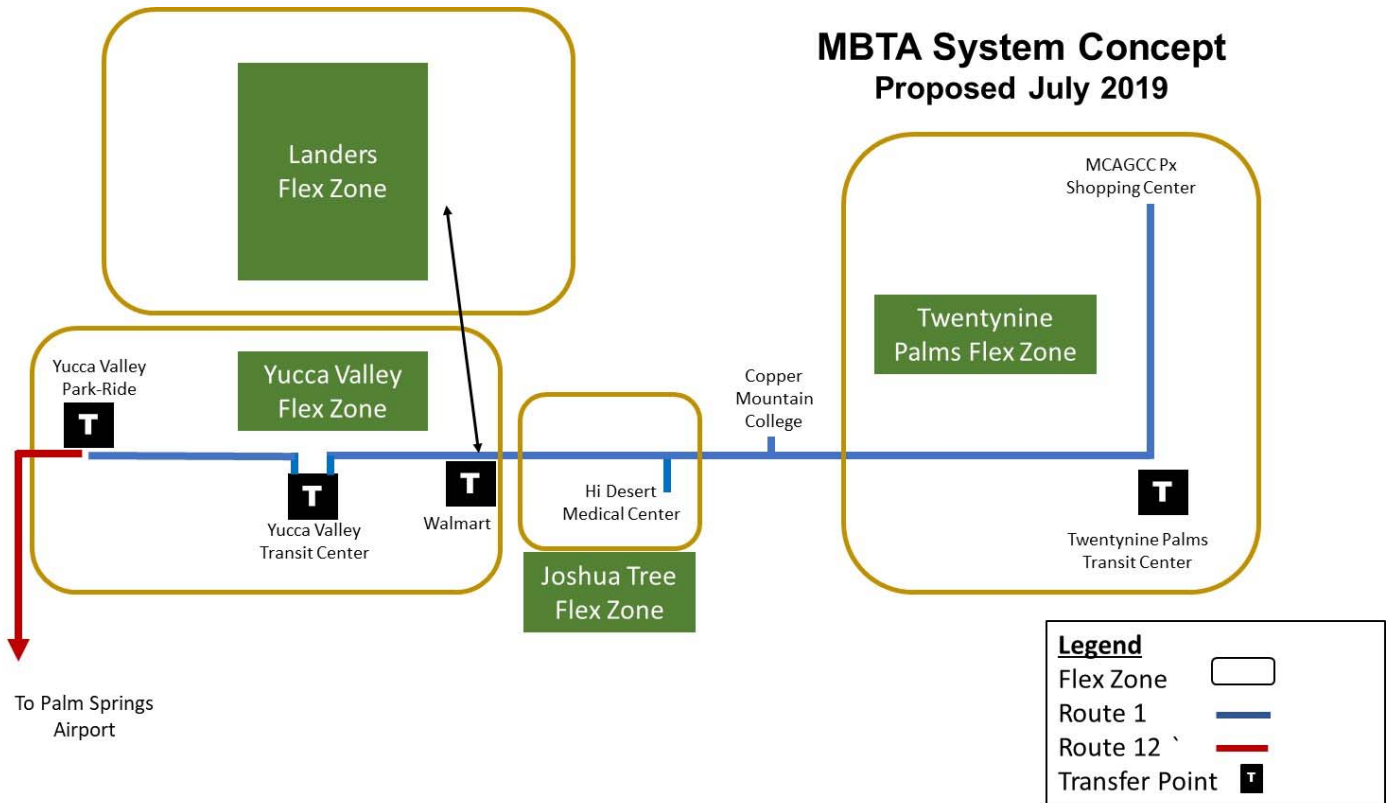 MBTA System Concept
Proposed July 2019
Landers
Flex Zone
MCAGCC Px
Shopping Center
Twentynine
Palms Flex Zone
Yucca Valley
Park-Ride
T
Yucca Valley
Flex Zone
Copper
Mountain
College
T
Yucca Valley
Transit Center
T
Walmart
Hi Desert
Medical Center
T
Twentynine Palms
Transit Center
Joshua Tree
Flex Zone
To Palm Springs
Airport
Legend
Flex Zone
Route 1
Route 12 `
Transfer Point T